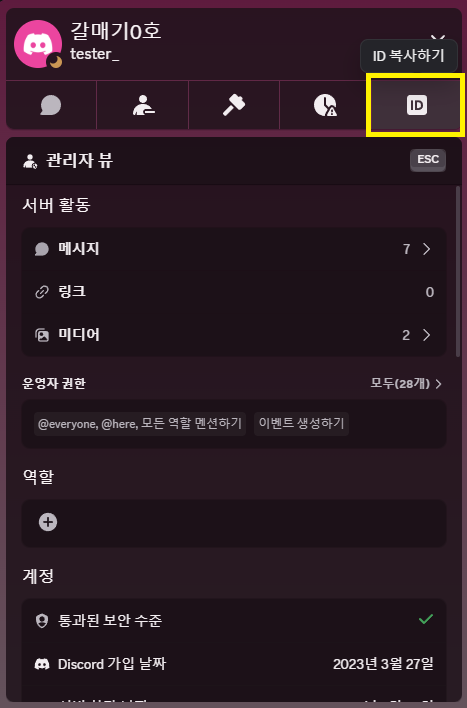 갈매기0호
tester_
ID 복사하기
ID
관리자 뷰
ESC
서버 활동
메시지 7
링크 0
미디어 2
운영자 권한 모두(28개)
@everyone, @here, 모든 역할 멘션하기 이벤트 생성하기
역할
계정
통과된 보안 수준
Discord 가입 날짜 2023년 3월 27일